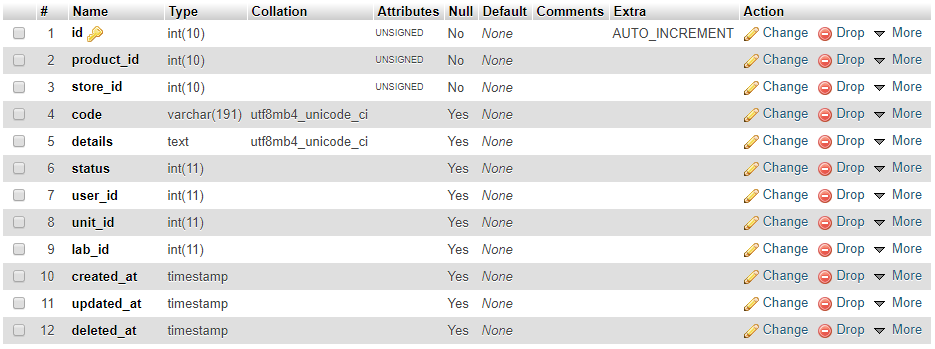 # Name Type Collation Attributes Null Default Comments Extra Action
1 id int(10) UNSIGNED No None AUTO_INCREMENT Change Drop More
2 product_id int(10) UNSIGNED No None Change Drop More
3 store_id int(10) UNSIGNED No None Change Drop More
4 code varchar(191) utf8mb4_unicode_ci Yes None Change Drop More
5 details text utf8mb4_unicode_ci Yes None Change Drop More
6 status int(11) Yes None Change Drop More
7 user_id int(11) Yes None Change Drop More
8 unit_id int(11) Yes None Change Drop More
9 lab_id int(11) Yes None Change Drop More
10 created_at timestamp Yes None Change Drop More
11 updated_at timestamp Yes None Change Drop More
12 deleted_at timestamp Yes None Change Drop More